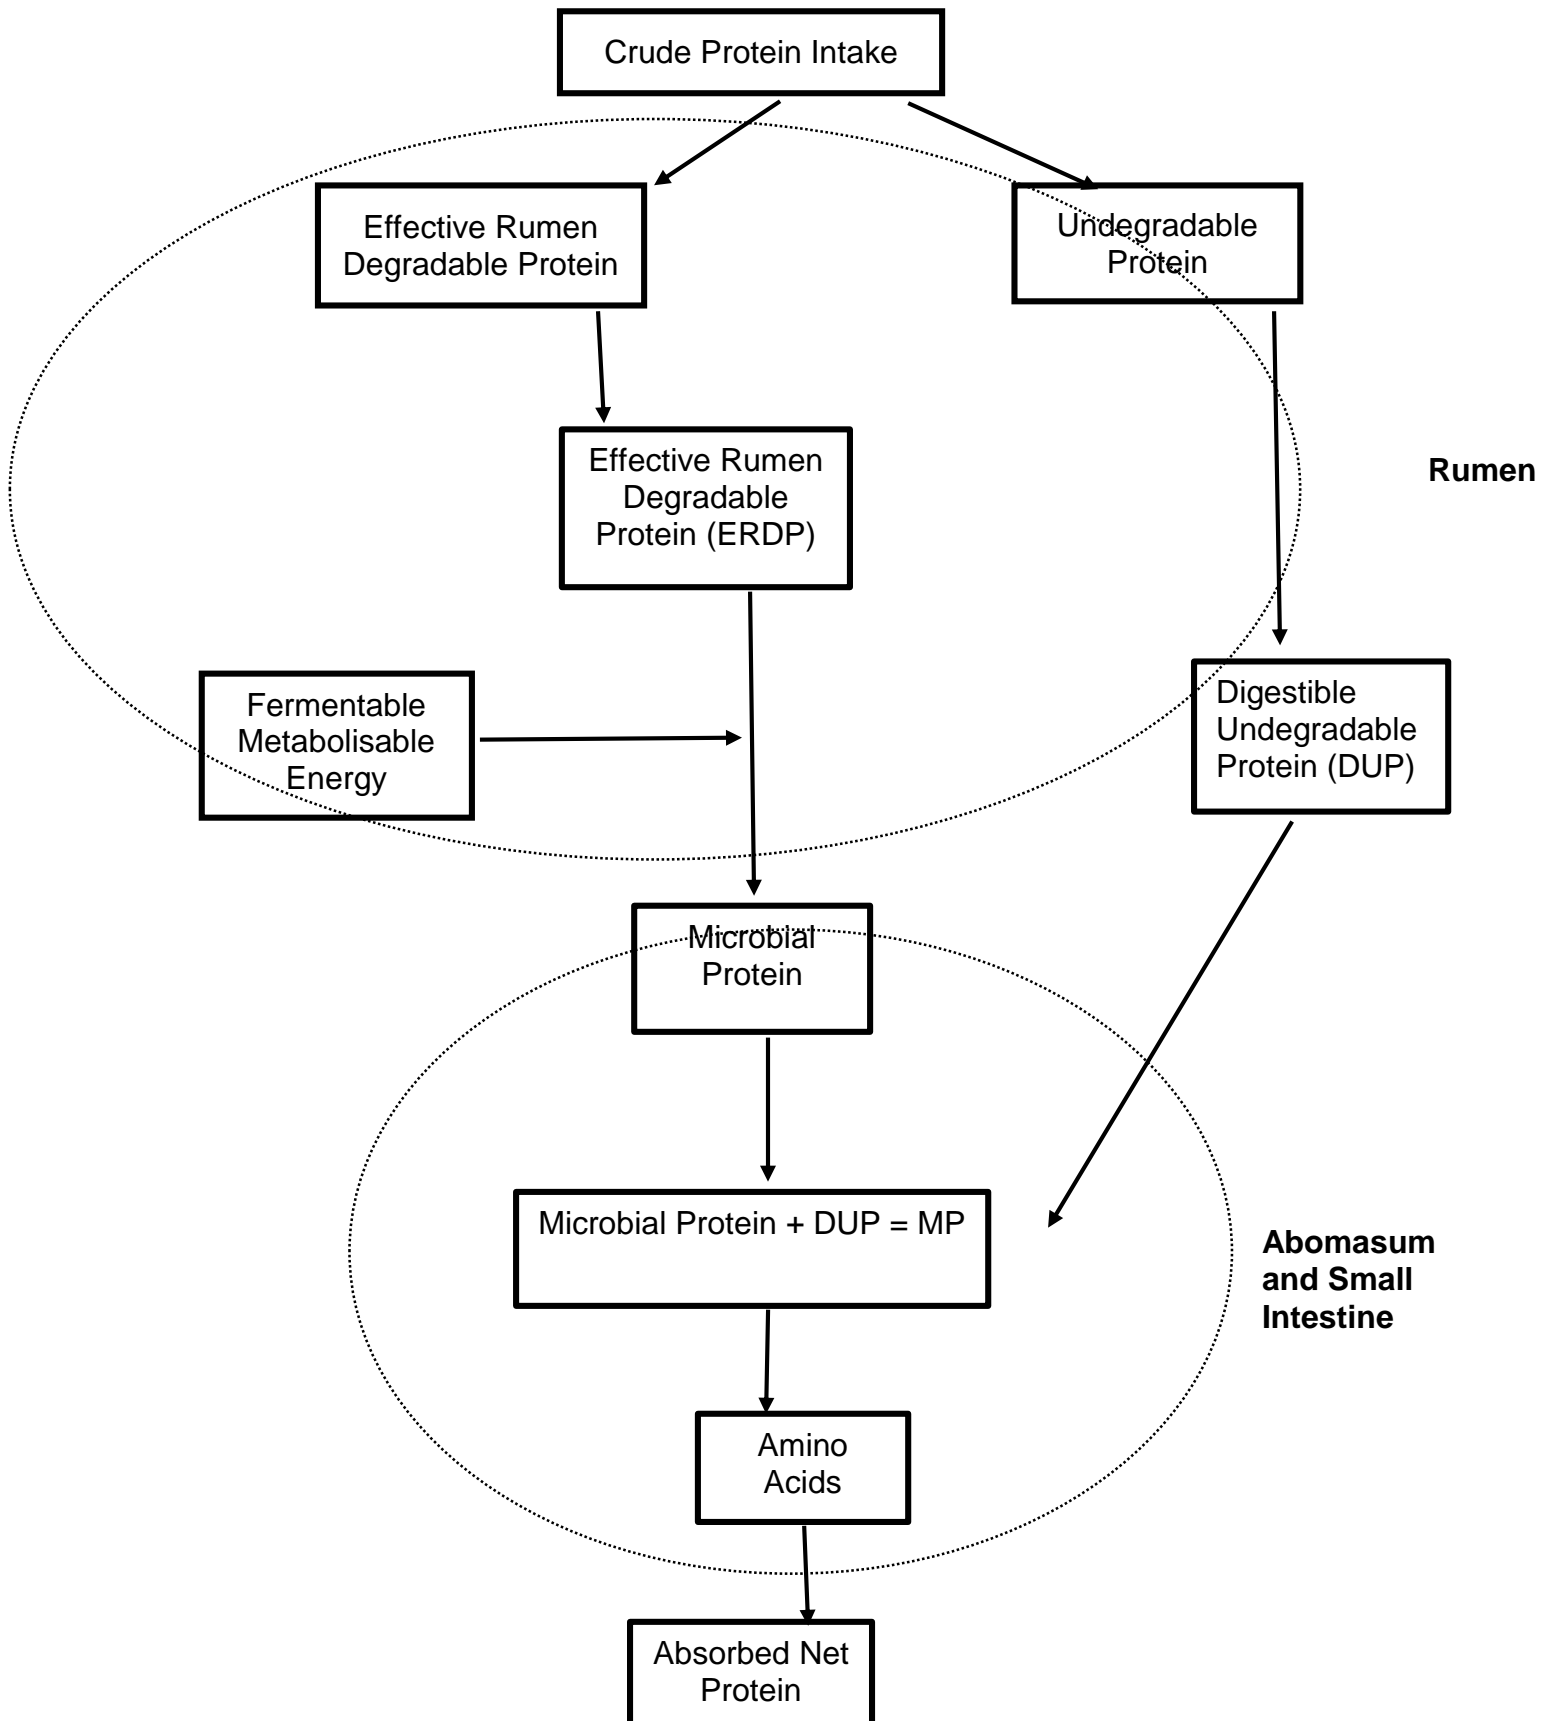 Crude Protein Intake
Effective Rumen
Degradable Protein
Undegradable
Protein
Effective Rumen
Degradable
Protein (ERDP)
Rumen
Fermentable
Metabolisable
Energy
Digestible
Undegradable
Protein (DUP)
Microbial
Protein
Microbial Protein + DUP = MP
Abomasum
and Small
Intestine
Amino
Acids
Absorbed Net
Protein